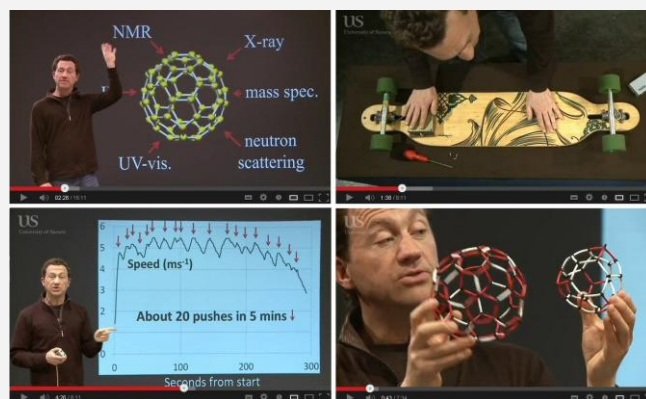 NMR
X-ray
mass spec.
neutron
scattering
UV-vis.
02:28 / 15:11
US
University of Sussex
1:38 / 8:11
US
University of Sussex
6
5
4
3
2
1
0
Speed (ms⁻¹)
About 20 pushes in 5 mins ↓
0
100
200
300
Seconds from start
4:20 / 8:11